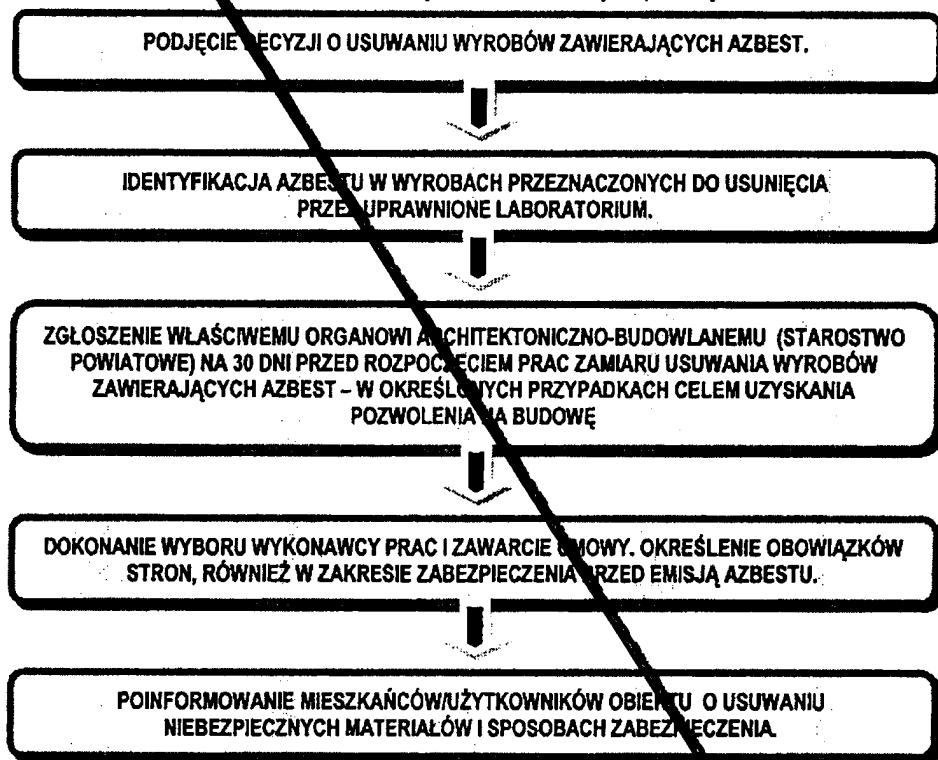 PODJĘCIE DECYZJI O USUWANIU WYROBÓW ZAWIERAJĄCYCH AZBEST.
IDENTYFIKACJA AZBESTU W WYROBACH PRZEZNACZONYCH DO USUNIĘCIA
PRZEZ UPRAWNIONE LABORATORIUM.
ZGŁOSZENIE WŁAŚCIWEMU ORGANOWI ARCHITEKTONICZNO-BUDOWLANEMU (STAROSTWO
POWIATOWE) NA 30 DNI PRZED ROZPOCZĘCIEM PRAC ZAMIARU USUWANIA WYROBÓW
ZAWIERAJĄCYCH AZBEST – W OKREŚLONYCH PRZYPADKACH CELEM UZYSKANIA
POZWOLENIA NA BUDOWĘ
DOKONANIE WYBORU WYKONAWCY PRAC I ZAWARCIE UMOWY. OKREŚLENIE OBOWIĄZKÓW
STRON, RÓWNIEŻ W ZAKRESIE ZABEZPIECZENIA PRZED EMISJĄ AZBESTU.
POINFORMOWANIE MIESZKAŃCÓW/UŻYTKOWNIKÓW OBIEKTU O USUWANIU
NIEBEZPIECZNYCH MATERIAŁÓW I SPOSOBACH ZABEZPIECZENIA.